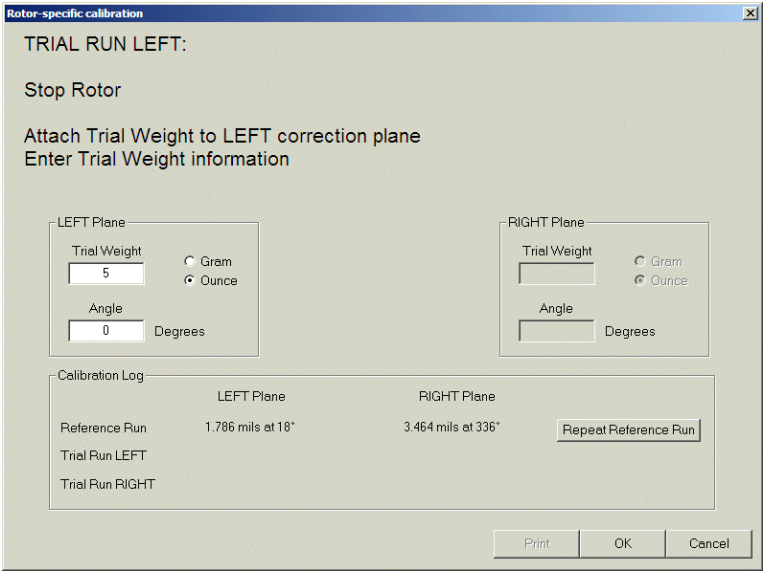 Rotor-specific calibration
TRIAL RUN LEFT:
Stop Rotor
Attach Trial Weight to LEFT correction plane
Enter Trial Weight information
LEFT Plane
Trial Weight
5
Gram
Ounce
Angle
0
Degrees
RIGHT Plane
Trial Weight
Gram
Ounce
Angle
Degrees
Calibration Log
LEFT Plane RIGHT Plane
Reference Run 1.786 mils at 18° 3.464 mils at 336° Repeat Reference Run
Trial Run LEFT
Trial Run RIGHT
Print OK Cancel